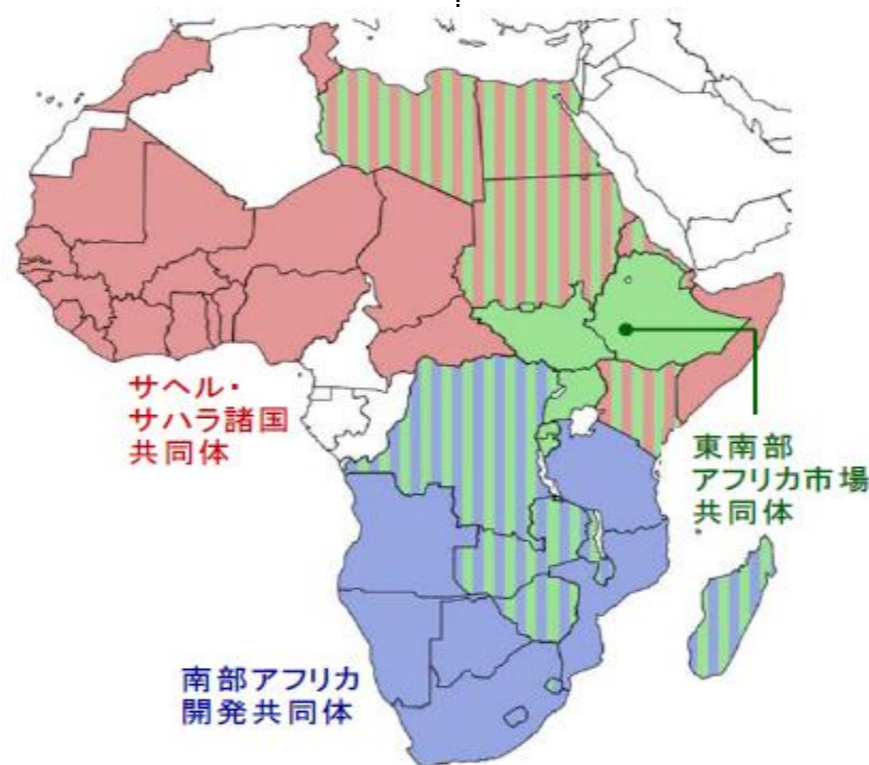 サヘル・
サハラ諸国
共同体
東南部
アフリカ市場
共同体
南部アフリカ
開発共同体